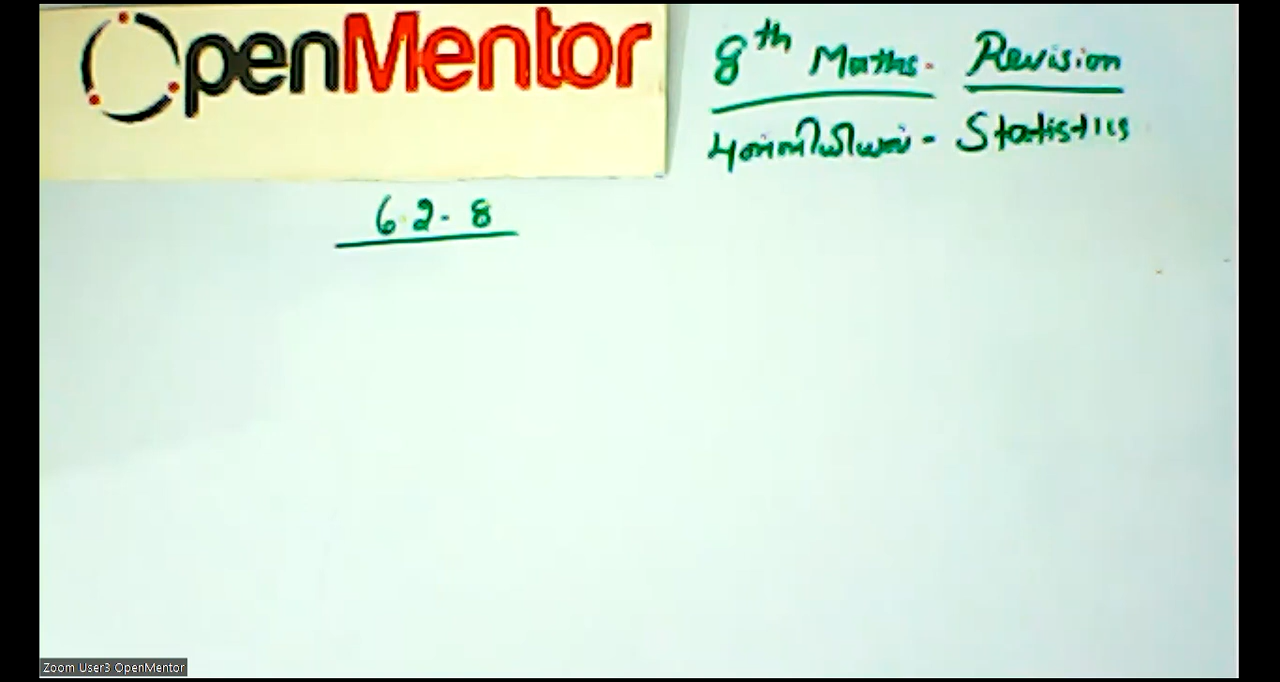 OpenMentor
8th Maths - Revision
புள்ளியியல் - Statistics
6.2 - 8
Zoom User3 OpenMentor